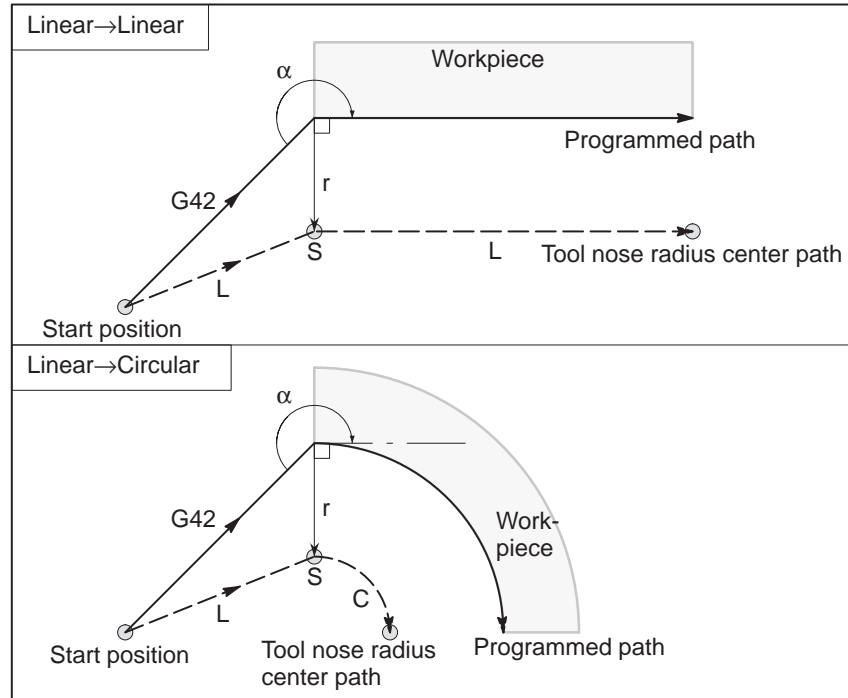 Linear→Linear
Workpiece
α
Programmed path
G42
r
S
L
L
Tool nose radius center path
Start position
Linear→Circular
α
G42
r
Work-
piece
S
L
C
Start position
Tool nose radius
center path
Programmed path